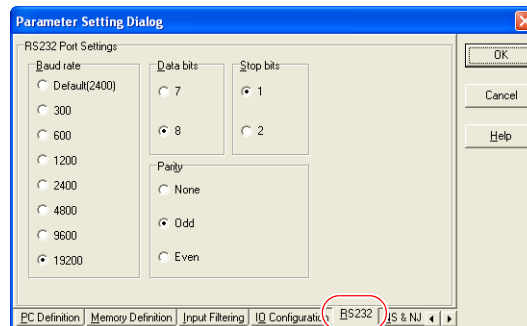 Parameter Setting Dialog
RS232 Port Settings
Baud rate
Default(2400)
300
600
1200
2400
4800
9600
19200
Data bits
7
8
Stop bits
1
2
Parity
None
Odd
Even
OK
Cancel
Help
PC Definition
Memory Definition
Input Filtering
IO Configuration
RS232
S & NJ